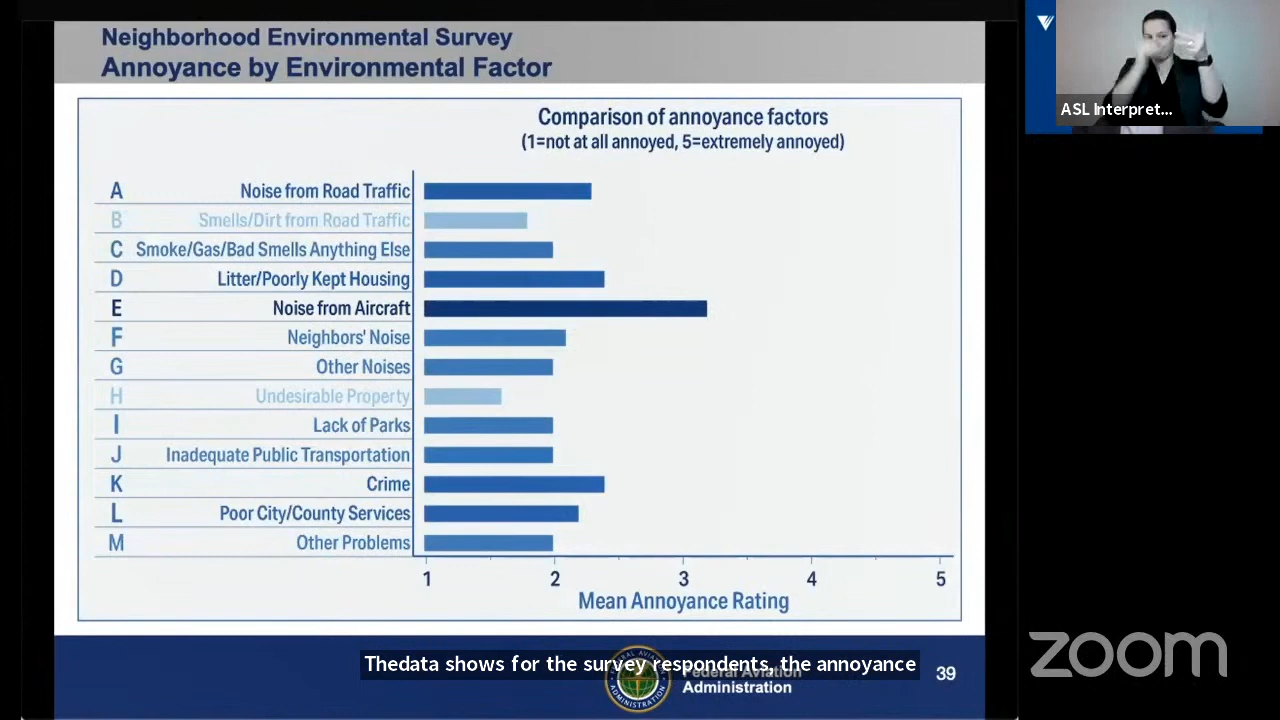 Neighborhood Environmental Survey
Annoyance by Environmental Factor
Comparison of annoyance factors
(1=not at all annoyed, 5=extremely annoyed)
A Noise from Road Traffic
B Smells/Dirt from Road Traffic
C Smoke/Gas/Bad Smells Anything Else
D Litter/Poorly Kept Housing
E Noise from Aircraft
F Neighbors' Noise
G Other Noises
H Undesirable Property
I Lack of Parks
J Inadequate Public Transportation
K Crime
L Poor City/County Services
M Other Problems
1 2 3 4 5
Mean Annoyance Rating
Thedata shows for the survey respondents, the annoyance
Federal Aviation
Administration
39
ASL Interpret...
zoom